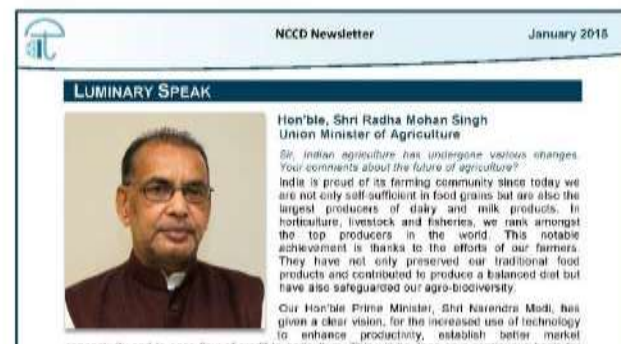 NCCD Newsletter
January 2015
LUMINARY SPEAK
Hon'ble, Shri Radha Mohan Singh
Union Minister of Agriculture
Sir, Indian agriculture has undergone various changes.
Your comments about the future of agriculture?
India is proud of its farming community since today we
are not only self-sufficient in food grains but are also the
largest producers of dairy and milk products. In
horticulture, livestock and fisheries, we rank amongst
the top producers in the world. This notable
achievement is thanks to the efforts of our farmers.
They have not only preserved our traditional food
products and contributed to produce a balanced diet but
have also safeguarded our agro-biodiversity.
Our Hon'ble Prime Minister, Shri Narendra Modi, has
given a clear vision, for the increased use of technology
to enhance productivity, establish better market